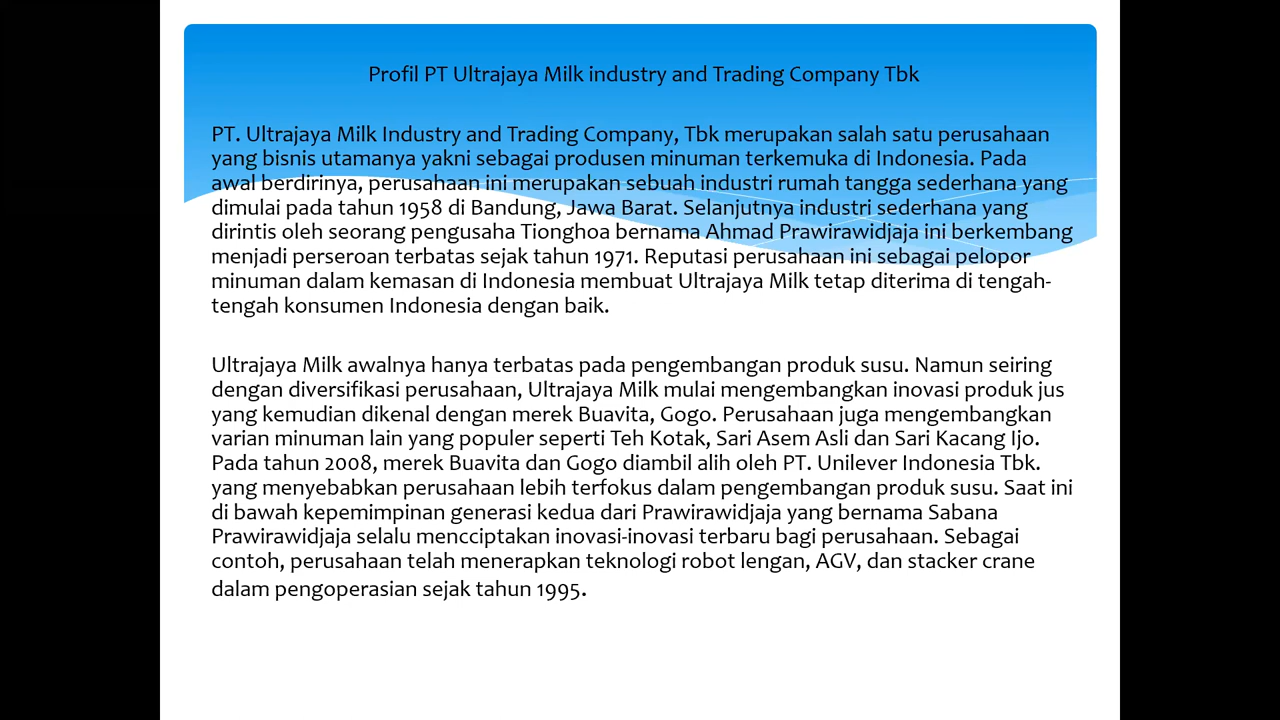 Profil PT Ultrajaya Milk industry and Trading Company Tbk
PT. Ultrajaya Milk Industry and Trading Company, Tbk merupakan salah satu perusahaan
yang bisnis utamanya yakni sebagai produsen minuman terkemuka di Indonesia. Pada
awal berdirinya, perusahaan ini merupakan sebuah industri rumah tangga sederhana yang
dimulai pada tahun 1958 di Bandung, Jawa Barat. Selanjutnya industri sederhana yang
dirintis oleh seorang pengusaha Tionghoa bernama Ahmad Prawirawidjaja ini berkembang
menjadi perseroan terbatas sejak tahun 1971. Reputasi perusahaan ini sebagai pelopor
minuman dalam kemasan di Indonesia membuat Ultrajaya Milk tetap diterima di tengah-
tengah konsumen Indonesia dengan baik.
Ultrajaya Milk awalnya hanya terbatas pada pengembangan produk susu. Namun seiring
dengan diversifikasi perusahaan, Ultrajaya Milk mulai mengembangkan inovasi produk jus
yang kemudian dikenal dengan merek Buavita, Gogo. Perusahaan juga mengembangkan
varian minuman lain yang populer seperti Teh Kotak, Sari Asem Asli dan Sari Kacang Ijo.
Pada tahun 2008, merek Buavita dan Gogo diambil alih oleh PT. Unilever Indonesia Tbk.
yang menyebabkan perusahaan lebih terfokus dalam pengembangan produk susu. Saat ini
di bawah kepemimpinan generasi kedua dari Prawirawidjaja yang bernama Sabana
Prawirawidjaja selalu mencciptakan inovasi-inovasi terbaru bagi perusahaan. Sebagai
contoh, perusahaan telah menerapkan teknologi robot lengan, AGV, dan stacker crane
dalam pengoperasian sejak tahun 1995.